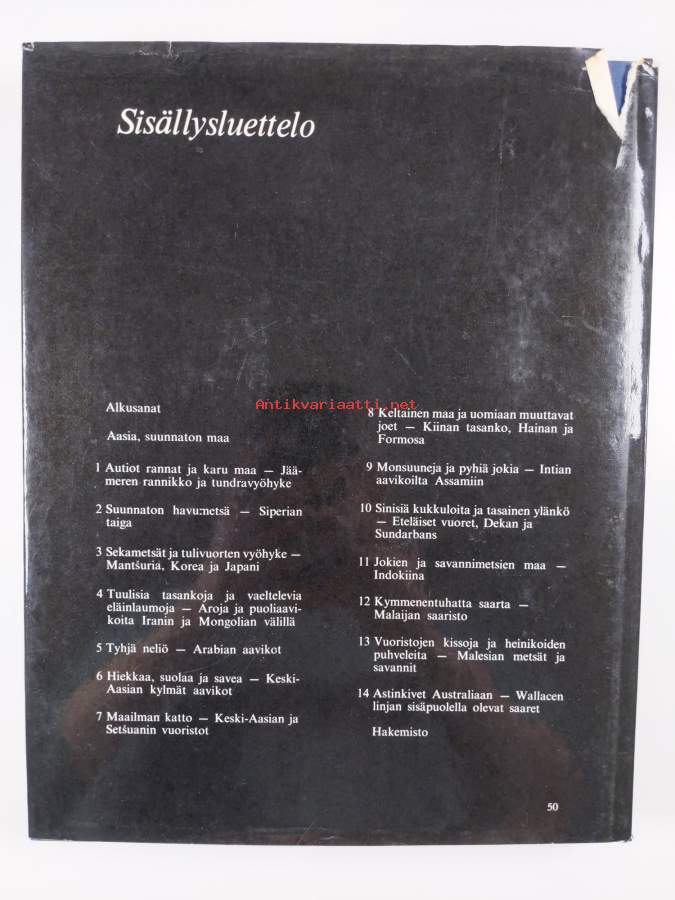 Sisällysluettelo
Antikvariaatti.net
Alkusanat
Aasia, suunnaton maa
1 Autiot rannat ja karu maa — Jää-
meren rannikko ja tundravyöhyke
2 Suunnaton havumetsä — Siperian
taiga
3 Sekametsät ja tulivuorten vyöhyke —
Mantšuria, Korea ja Japani
4 Tuulisia tasankoja ja vaeltelevia
eläinlaumoja — Aroja ja puoliaavi-
koita Iranin ja Mongolian välillä
5 Tyhjä neliö — Arabian aavikot
6 Hiekkaa, suolaa ja savea — Keski-
Aasian kylmät aavikot
7 Maailman katto — Keski-Aasian ja
Setšuanin vuoristot
8 Keltainen maa ja uomiaan muuttavat
joet — Kiinan tasanko, Hainan ja
Formosa
9 Monsuuneja ja pyhiä jokia — Intian
aavikoilta Assamiin
10 Sinisiä kukkuloita ja tasainen ylänkö
— Eteläiset vuoret, Dekan ja
Sundarbans
11 Jokien ja savannimetsien maa —
Indokiina
12 Kymmenentuhatta saarta —
Malaijan saaristo
13 Vuoristojen kissoja ja heinikoiden
puhveleita — Malesian metsät ja
savannit
14 Astinkivet Australiaan — Wallacen
linjan sisäpuolella olevat saaret
Hakemisto
50